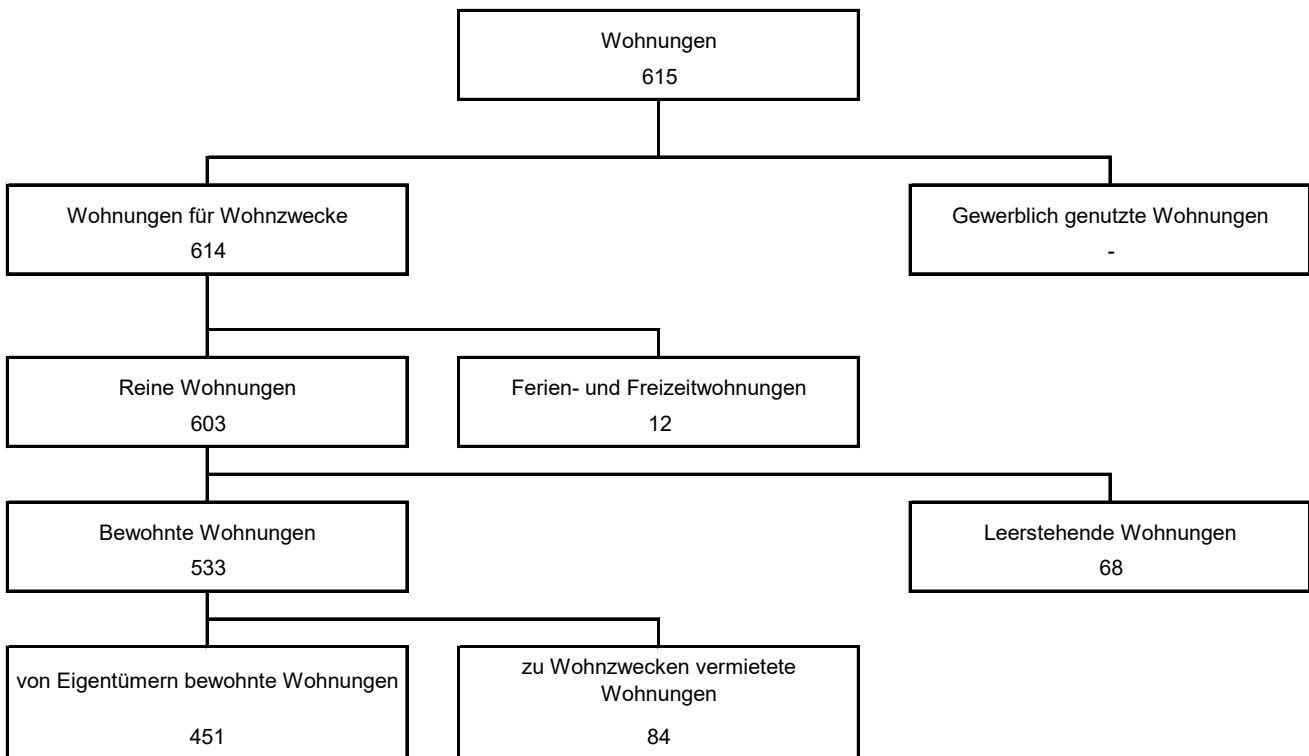 Wohnungen
615
Wohnungen für Wohnzwecke
614
Gewerblich genutzte Wohnungen
-
Reine Wohnungen
603
Ferien- und Freizeitwohnungen
12
Bewohnte Wohnungen
533
Leerstehende Wohnungen
68
von Eigentümern bewohnte Wohnungen
451
zu Wohnzwecken vermietete
Wohnungen
84